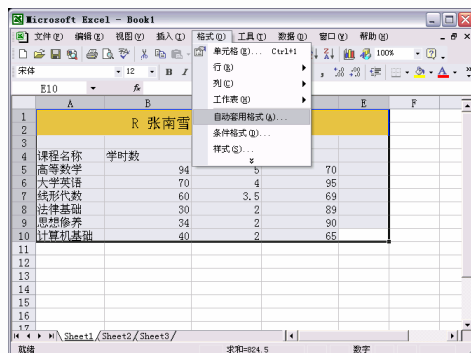 Microsoft Excel - Book1
文件(F) 编辑(E) 视图(V) 插入(I) 格式(O) 工具(T) 数据(D) 窗口(W) 帮助(H)
100%
宋体 12 B I
单元格(E)... Ctrl+1
行(R)
列(C)
工作表(H)
自动套用格式(A)...
条件格式(D)...
样式(S)...
E10 fx
A B E F
1
2 R 张南雪
3
4 课程名称 学时数
5 高等数学 94 5 70
6 大学英语 70 4 95
7 线形代数 60 3.5 69
8 法律基础 30 2 89
9 思想修养 34 2 90
10 计算机基础 40 2 65
11
12
13
14
15
16
17
Sheet1 Sheet2 Sheet3
就绪 求和=824.5 数字